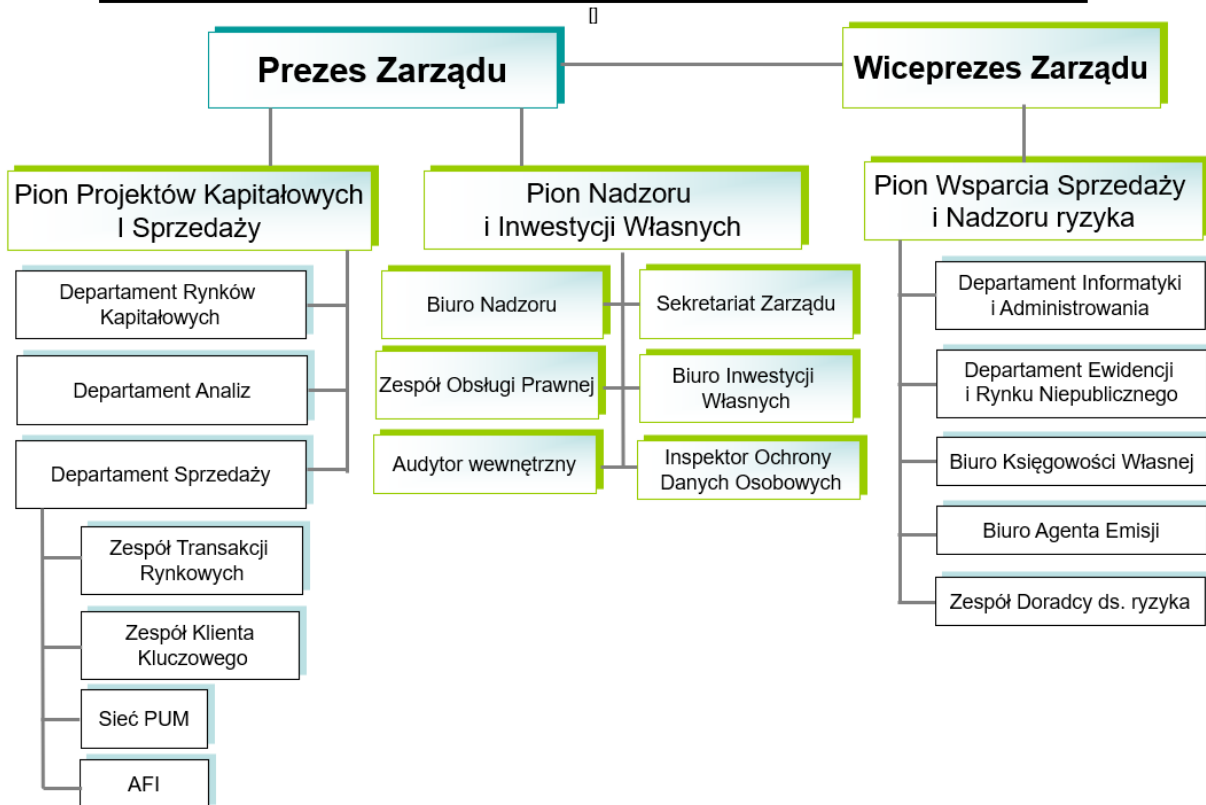 []
Prezes Zarządu
Wiceprezes Zarządu
Pion Projektów Kapitałowych
I Sprzedaży
Pion Nadzoru
i Inwestycji Własnych
Pion Wsparcia Sprzedaży
i Nadzoru ryzyka
Departament Rynków
Kapitałowych
Departament Analiz
Departament Sprzedaży
Zespół Transakcji
Rynkowych
Zespół Klienta
Kluczowego
Sieć PUM
AFI
Biuro Nadzoru
Sekretariat Zarządu
Zespół Obsługi Prawnej
Biuro Inwestycji
Własnych
Audytor wewnętrzny
Inspektor Ochrony
Danych Osobowych
Departament Informatyki
i Administrowania
Departament Ewidencji
i Rynku Niepublicznego
Biuro Księgowości Własnej
Biuro Agenta Emisji
Zespół Doradcy ds. ryzyka